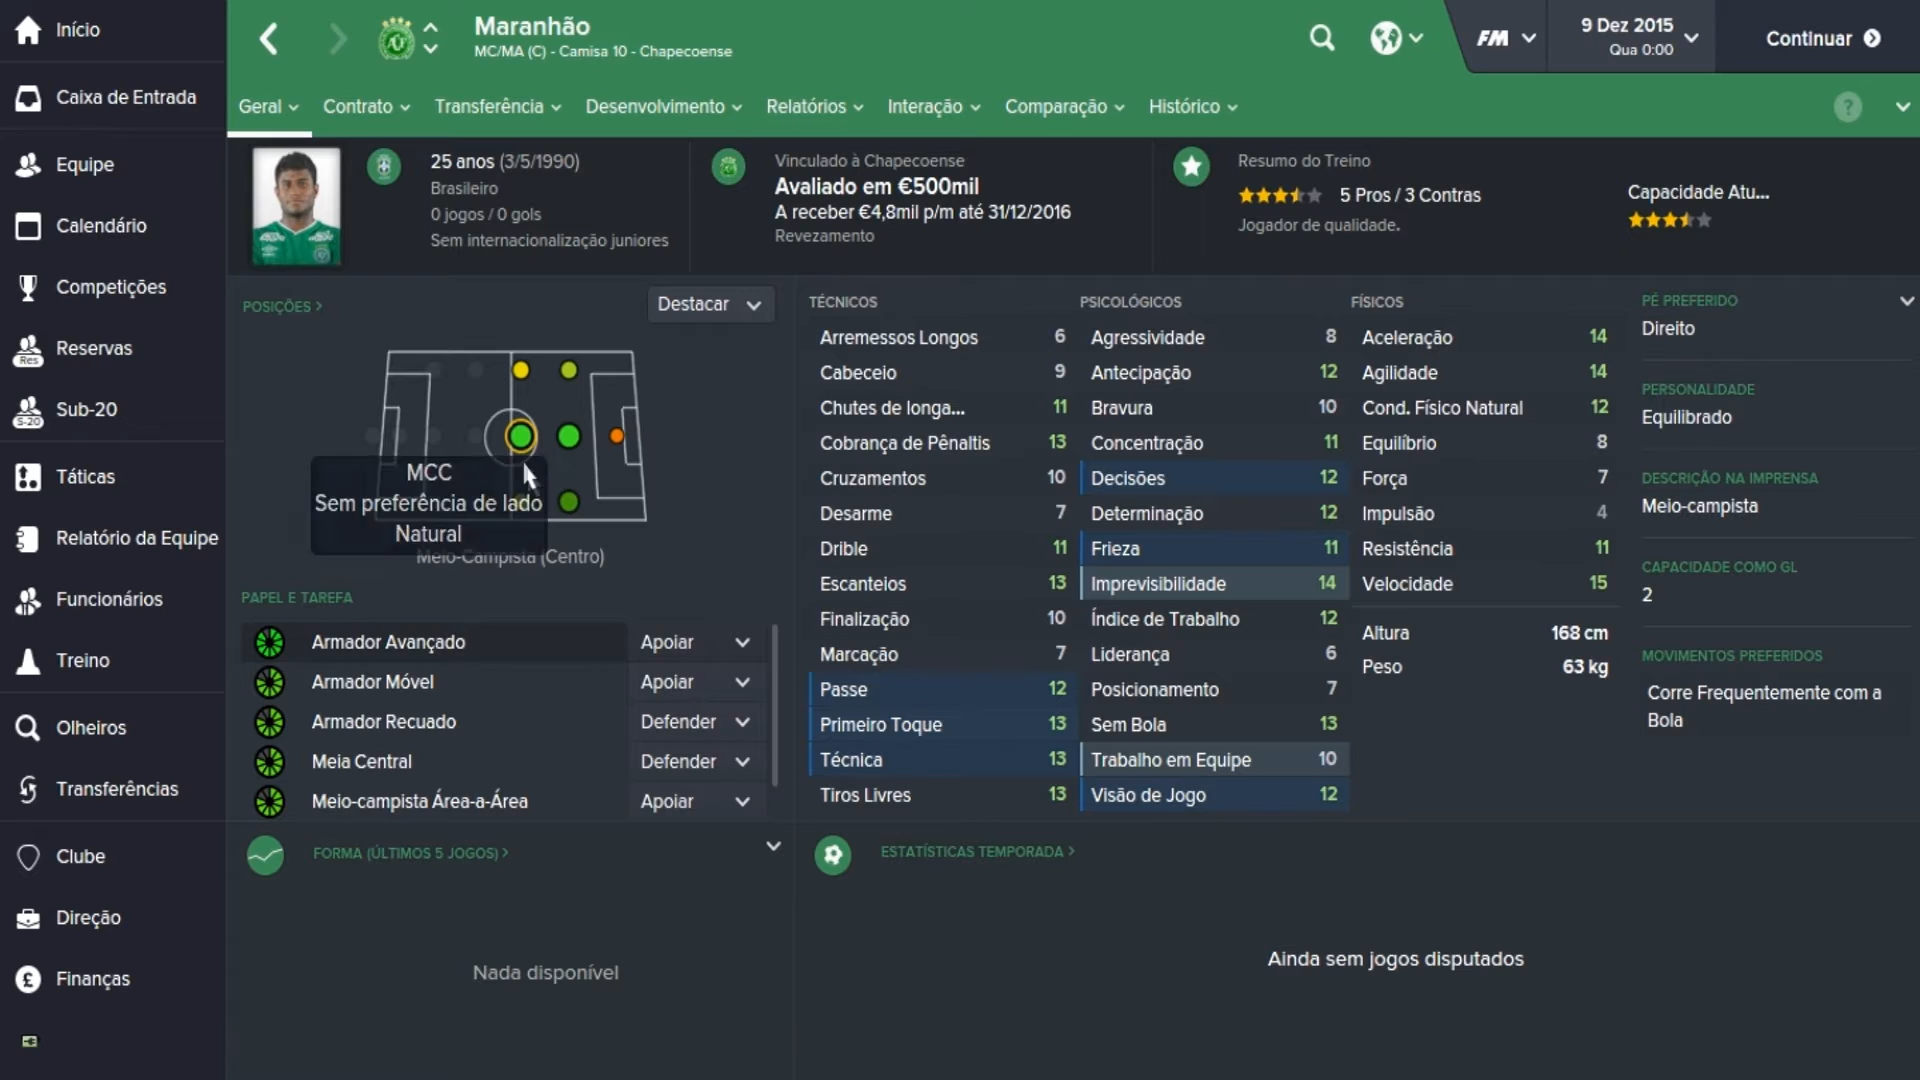 Início
Caixa de Entrada
Equipe
Calendário
Competições
Res
Reservas
S-20
Sub-20
Táticas
Relatório da Equipe
Funcionários
Treino
Olheiros
Transferências
Clube
Direção
Finanças
Maranhão
MC/MA (C) - Camisa 10 - Chapecoense
FM
9 Dez 2015
Qua 0:00
Continuar
Geral
Contrato
Transferência
Desenvolvimento
Relatórios
Interação
Comparação
Histórico
?
25 anos (3/5/1990)
Brasileiro
0 jogos / 0 gols
Sem internacionalização juniores
Vinculado à Chapecoense
Avaliado em €500mil
A receber €4,8mil p/m até 31/12/2016
Revezamento
Resumo do Treino
5 Pros / 3 Contras
Jogador de qualidade.
Capacidade Atu...
POSIÇÕES >
Destacar
MCC
Sem preferência de lado
Natural
Meio-Campista (Centro)
PAPEL E TAREFA
Armador Avançado Apoiar
Armador Móvel Apoiar
Armador Recuado Defender
Meia Central Defender
Meio-campista Área-a-Área Apoiar
TÉCNICOS
Arremessos Longos 6
Cabeceio 9
Chutes de longa... 11
Cobrança de Pênaltis 13
Cruzamentos 10
Desarme 7
Drible 11
Escanteios 13
Finalização 10
Marcação 7
Passe 12
Primeiro Toque 13
Técnica 13
Tiros Livres 13
PSICOLÓGICOS
Agressividade 8
Antecipação 12
Bravura 10
Concentração 11
Decisões 12
Determinação 12
Frieza 11
Imprevisibilidade 14
Índice de Trabalho 12
Liderança 6
Posicionamento 7
Sem Bola 13
Trabalho em Equipe 10
Visão de Jogo 12
FÍSICOS
Aceleração 14
Agilidade 14
Cond. Físico Natural 12
Equilíbrio 8
Força 7
Impulsão 4
Resistência 11
Velocidade 15
Altura 168 cm
Peso 63 kg
PÉ PREFERIDO
Direito
PERSONALIDADE
Equilibrado
DESCRIÇÃO NA IMPRENSA
Meio-campista
CAPACIDADE COMO GL
2
MOVIMENTOS PREFERIDOS
Corre Frequentemente com a
Bola
FORMA (ÚLTIMOS 5 JOGOS) >
Nada disponível
ESTATÍSTICAS TEMPORADA >
Ainda sem jogos disputados